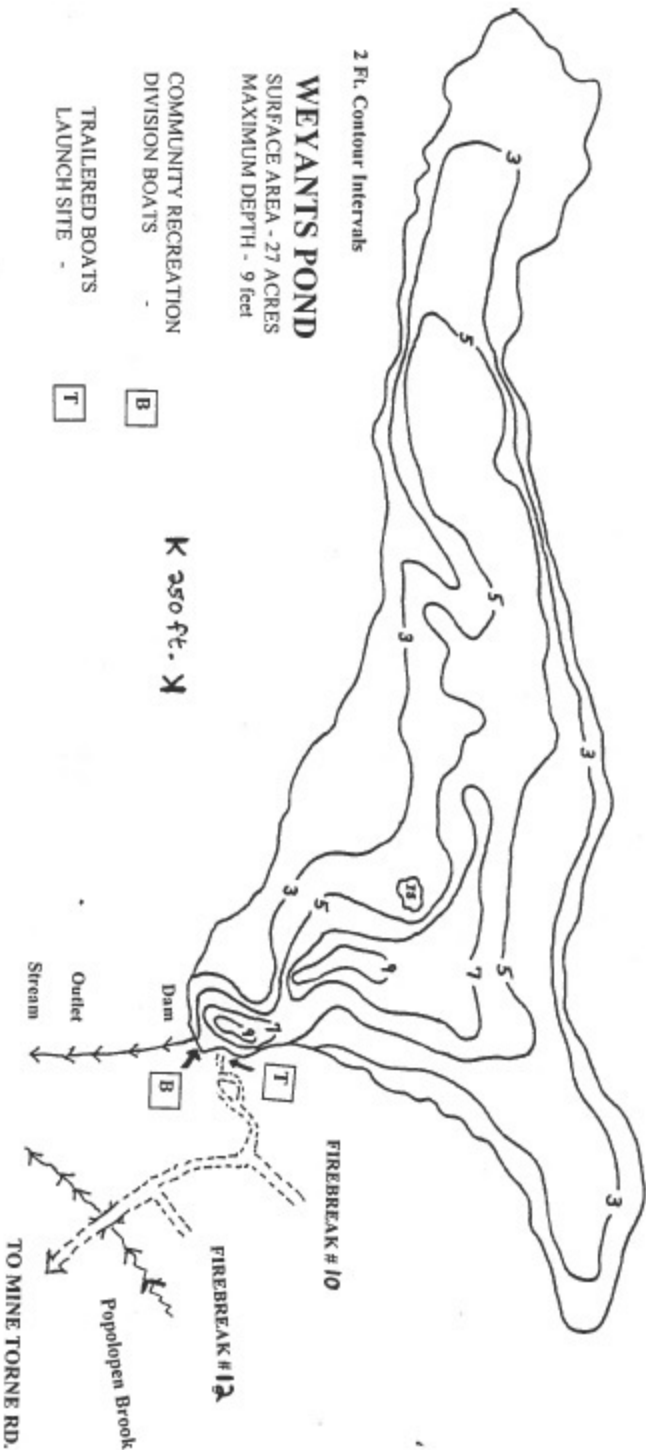 2 Ft. Contour Intervals
WEYANTS POND
SURFACE AREA - 27 ACRES
MAXIMUM DEPTH - 9 feet
COMMUNITY RECREATION
DIVISION BOATS - B
TRAILERED BOATS
LAUNCH SITE - T
K 250 ft. K
3
5
3
5
3
3
3
5
9
7
5
7
9
3
Dam
Outlet
Stream
B
T
FIREBREAK #10
FIREBREAK #12
Popolopen Brook
TO MINE TORNE RD.